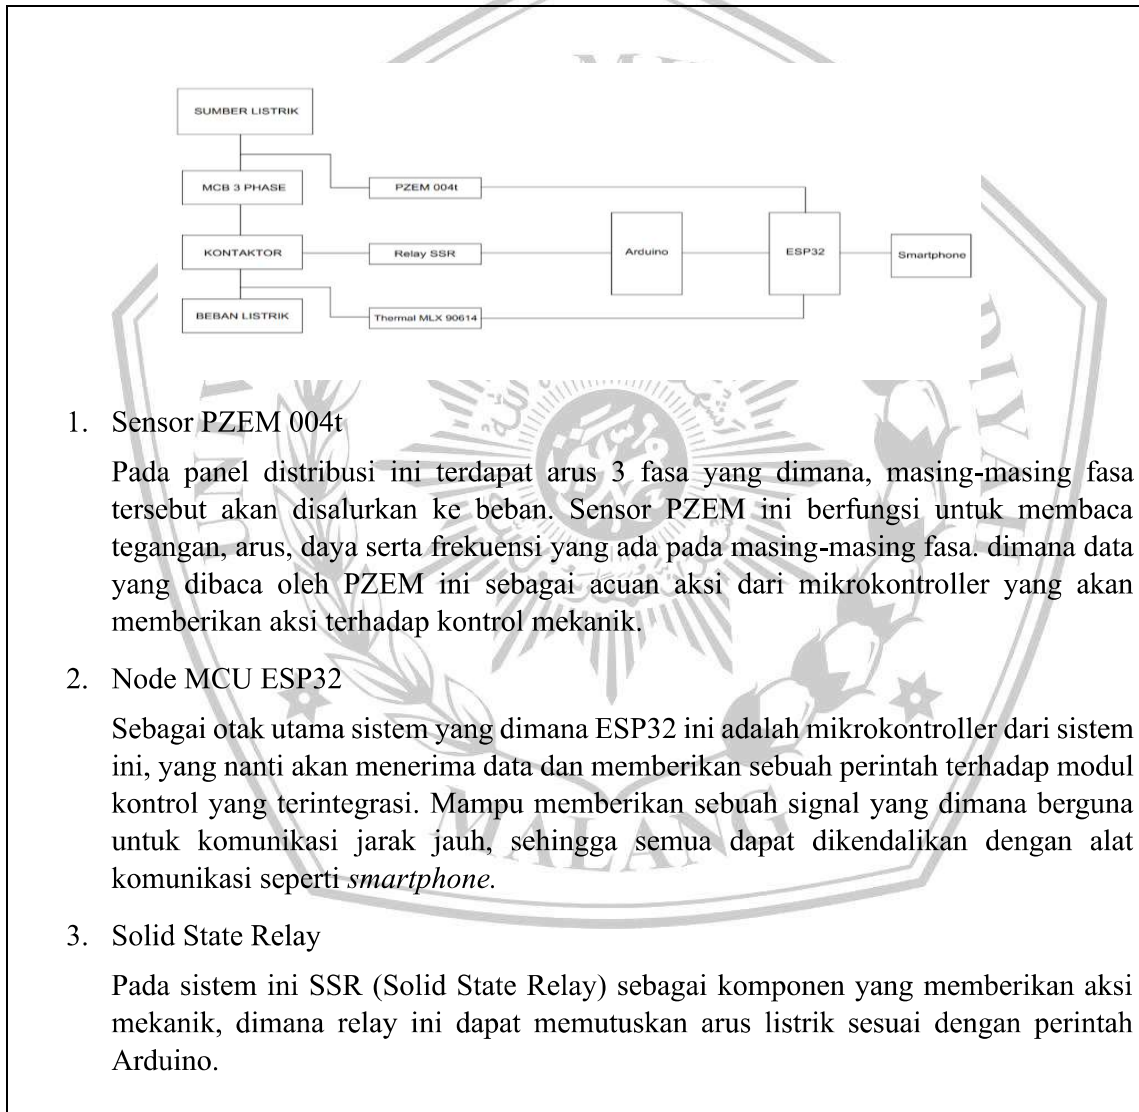 SUMBER LISTRIK
MCB 3 PHASE
PZEM 004t
KONTAKTOR
Relay SSR
Arduino
ESP32
Smartphone
BEBAN LISTRIK
Thermal MLX 90614
1. Sensor PZEM 004t
Pada panel distribusi ini terdapat arus 3 fasa yang dimana, masing-masing fasa
tersebut akan disalurkan ke beban. Sensor PZEM ini berfungsi untuk membaca
tegangan, arus, daya serta frekuensi yang ada pada masing-masing fasa. dimana data
yang dibaca oleh PZEM ini sebagai acuan aksi dari mikrokontroller yang akan
memberikan aksi terhadap kontrol mekanik.
2. Node MCU ESP32
Sebagai otak utama sistem yang dimana ESP32 ini adalah mikrokontroller dari sistem
ini, yang nanti akan menerima data dan memberikan sebuah perintah terhadap modul
kontrol yang terintegrasi. Mampu memberikan sebuah signal yang dimana berguna
untuk komunikasi jarak jauh, sehingga semua dapat dikendalikan dengan alat
komunikasi seperti smartphone.
3. Solid State Relay
Pada sistem ini SSR (Solid State Relay) sebagai komponen yang memberikan aksi
mekanik, dimana relay ini dapat memutuskan arus listrik sesuai dengan perintah
Arduino.
MALANG